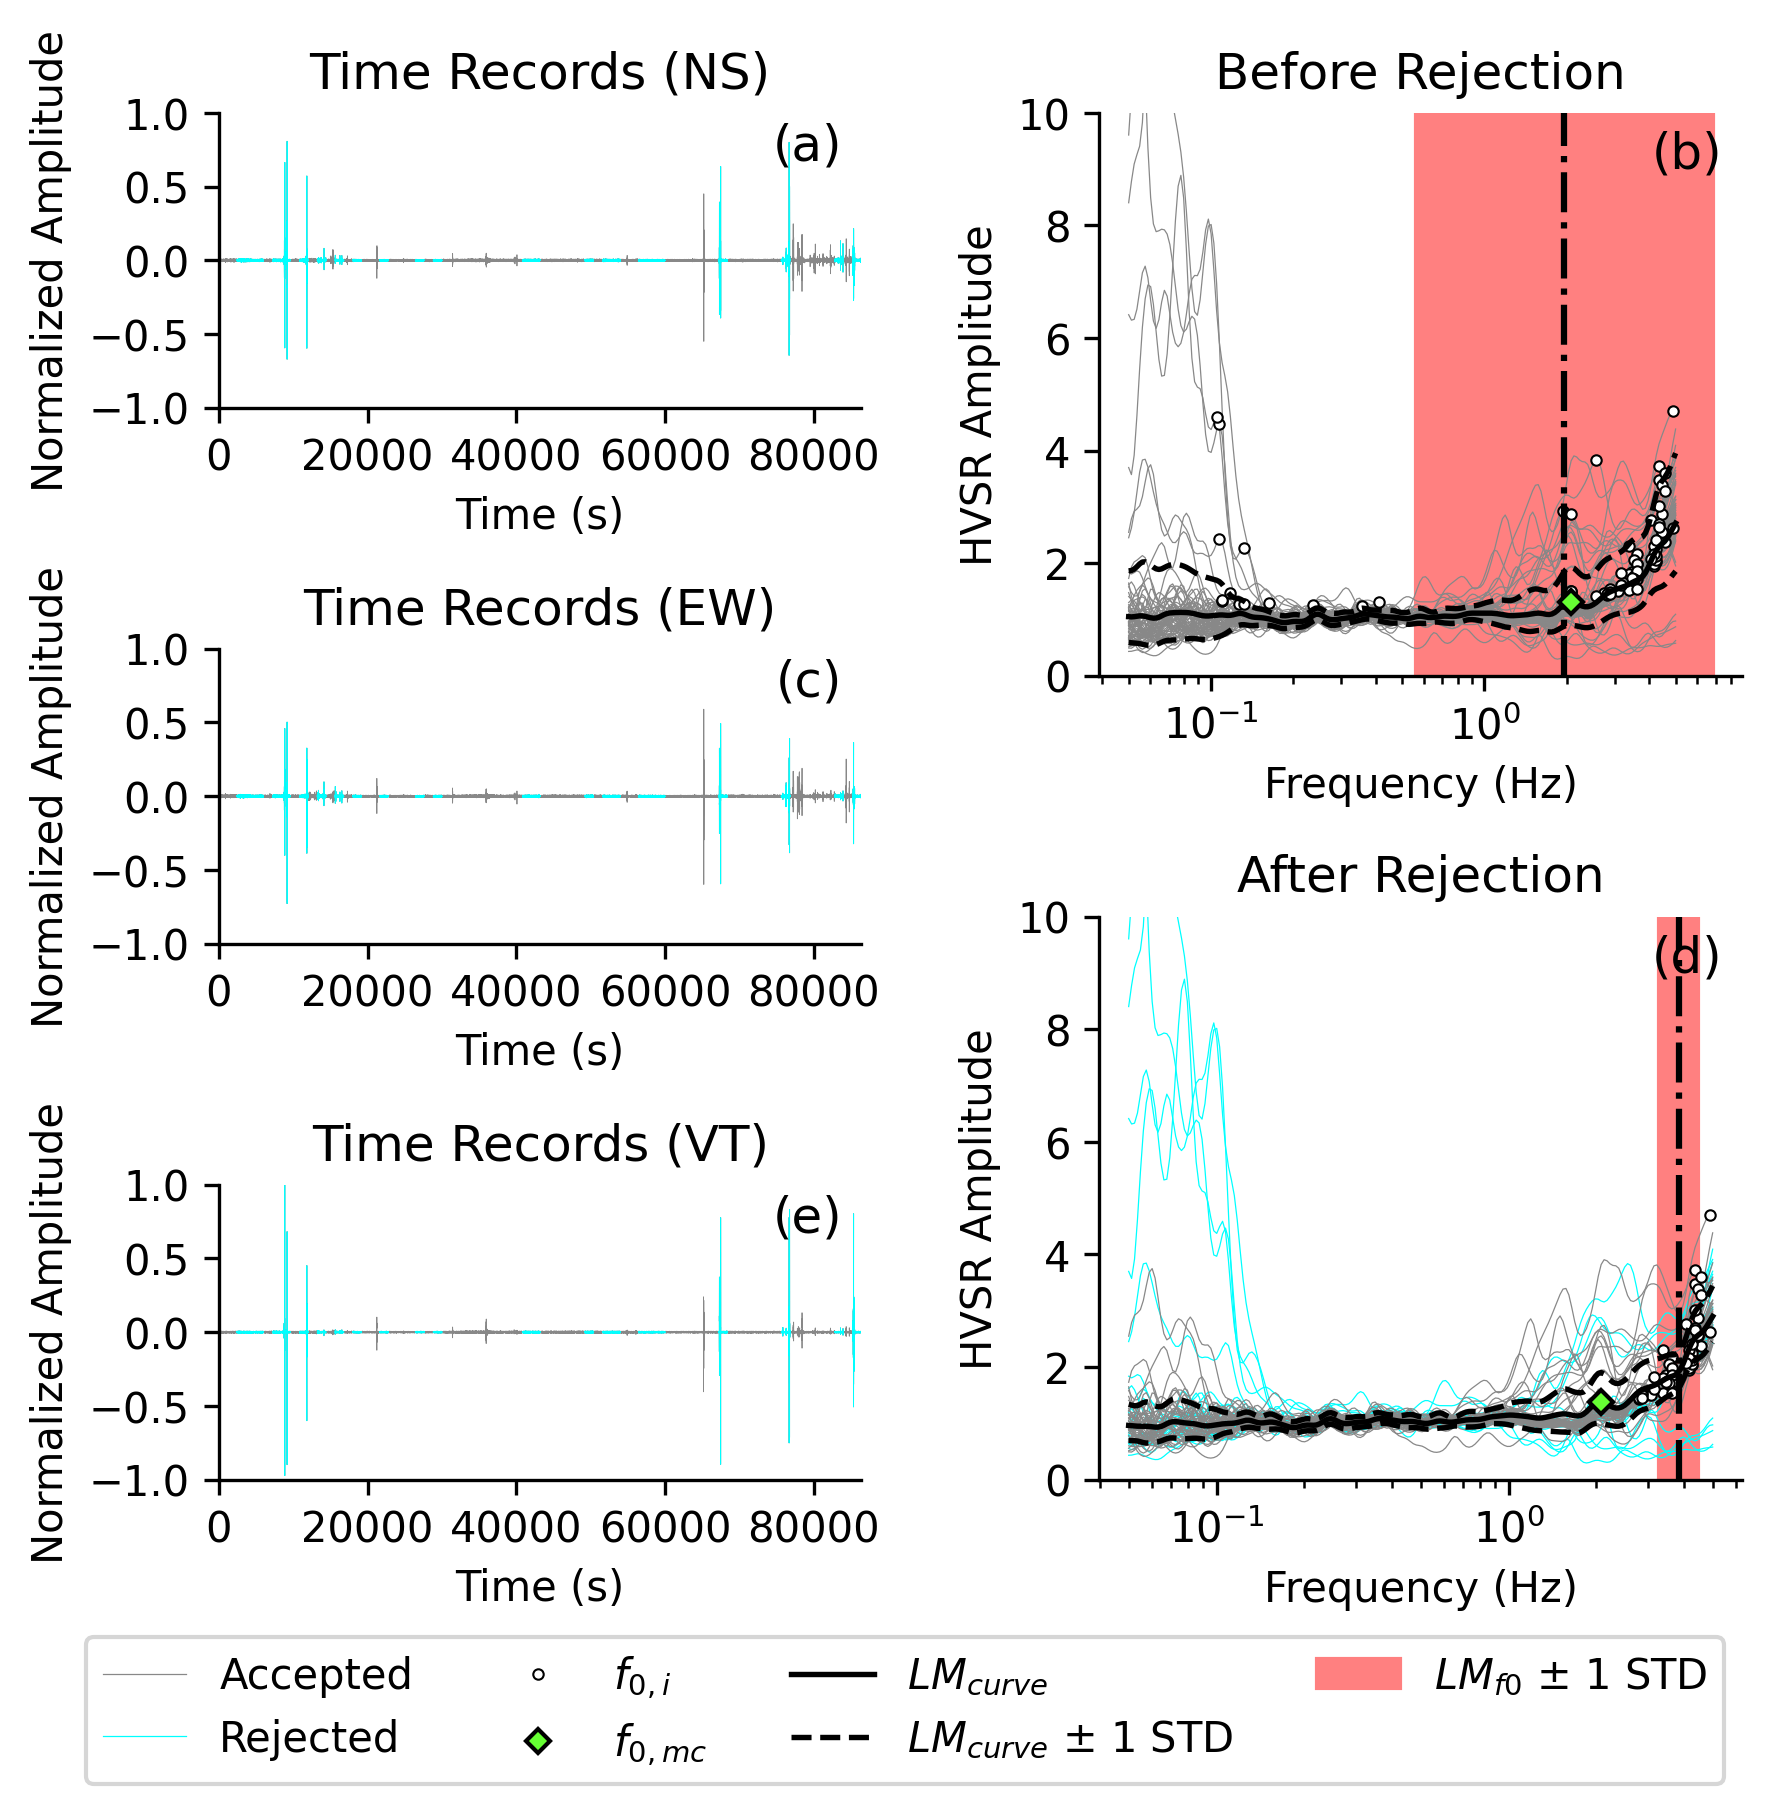 Time Records (NS)
(a)
Normalized Amplitude
1.0
0.5
0.0
−0.5
−1.0
0 20000 40000 60000 80000
Time (s)
Before Rejection
(b)
HVSR Amplitude
10
8
6
4
2
0
10⁻¹ 10⁰
Frequency (Hz)
Time Records (EW)
(c)
Normalized Amplitude
1.0
0.5
0.0
−0.5
−1.0
0 20000 40000 60000 80000
Time (s)
After Rejection
(d)
HVSR Amplitude
10
8
6
4
2
0
10⁻¹ 10⁰
Frequency (Hz)
Time Records (VT)
(e)
Normalized Amplitude
1.0
0.5
0.0
−0.5
−1.0
0 20000 40000 60000 80000
Time (s)
Accepted
Rejected
f0,i
f0,mc
LMcurve
LMcurve ± 1 STD
LMf0 ± 1 STD